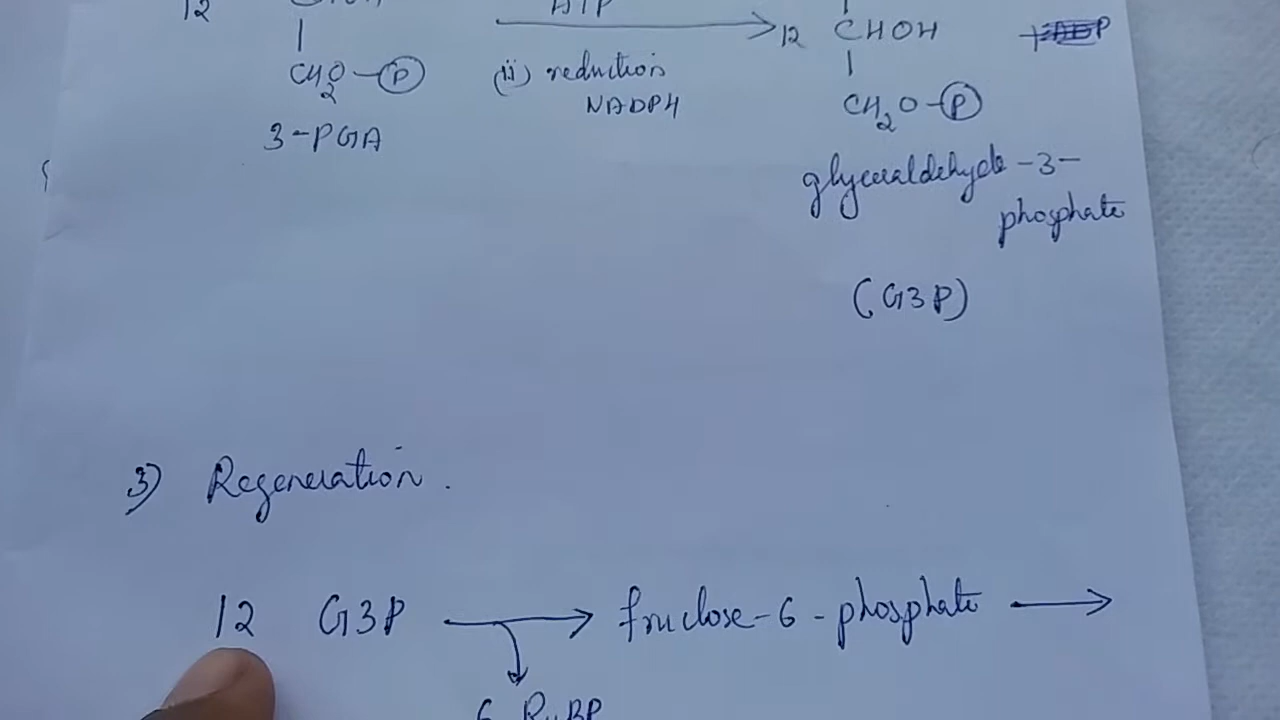 12 ATP 12
CHOH
CH2O-P (ii) reduction CH2O-P
NADPH
3-PGA
glyceraldehyde-3-
phosphate
(G3P)
3) Regeneration.
12 G3P → fructose-6-phosphate →
6 RuBP